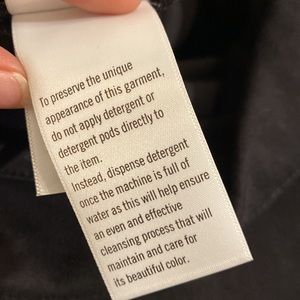 To preserve the unique
appearance of this garment,
do not apply detergent or
detergent pods directly to
the item.
Instead, dispense detergent
once the machine is full of
water as this will help ensure
an even and effective
cleansing process that will
maintain and care for
its beautiful color.